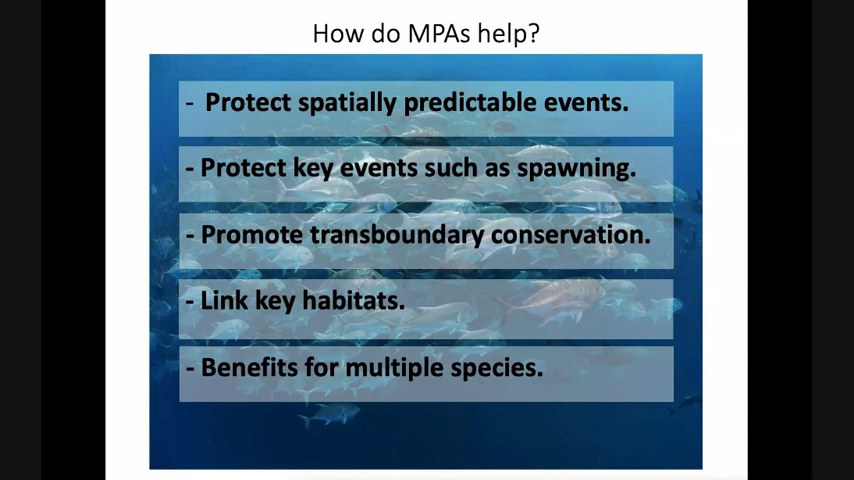 How do MPAs help?
- Protect spatially predictable events.
- Protect key events such as spawning.
- Promote transboundary conservation.
- Link key habitats.
- Benefits for multiple species.